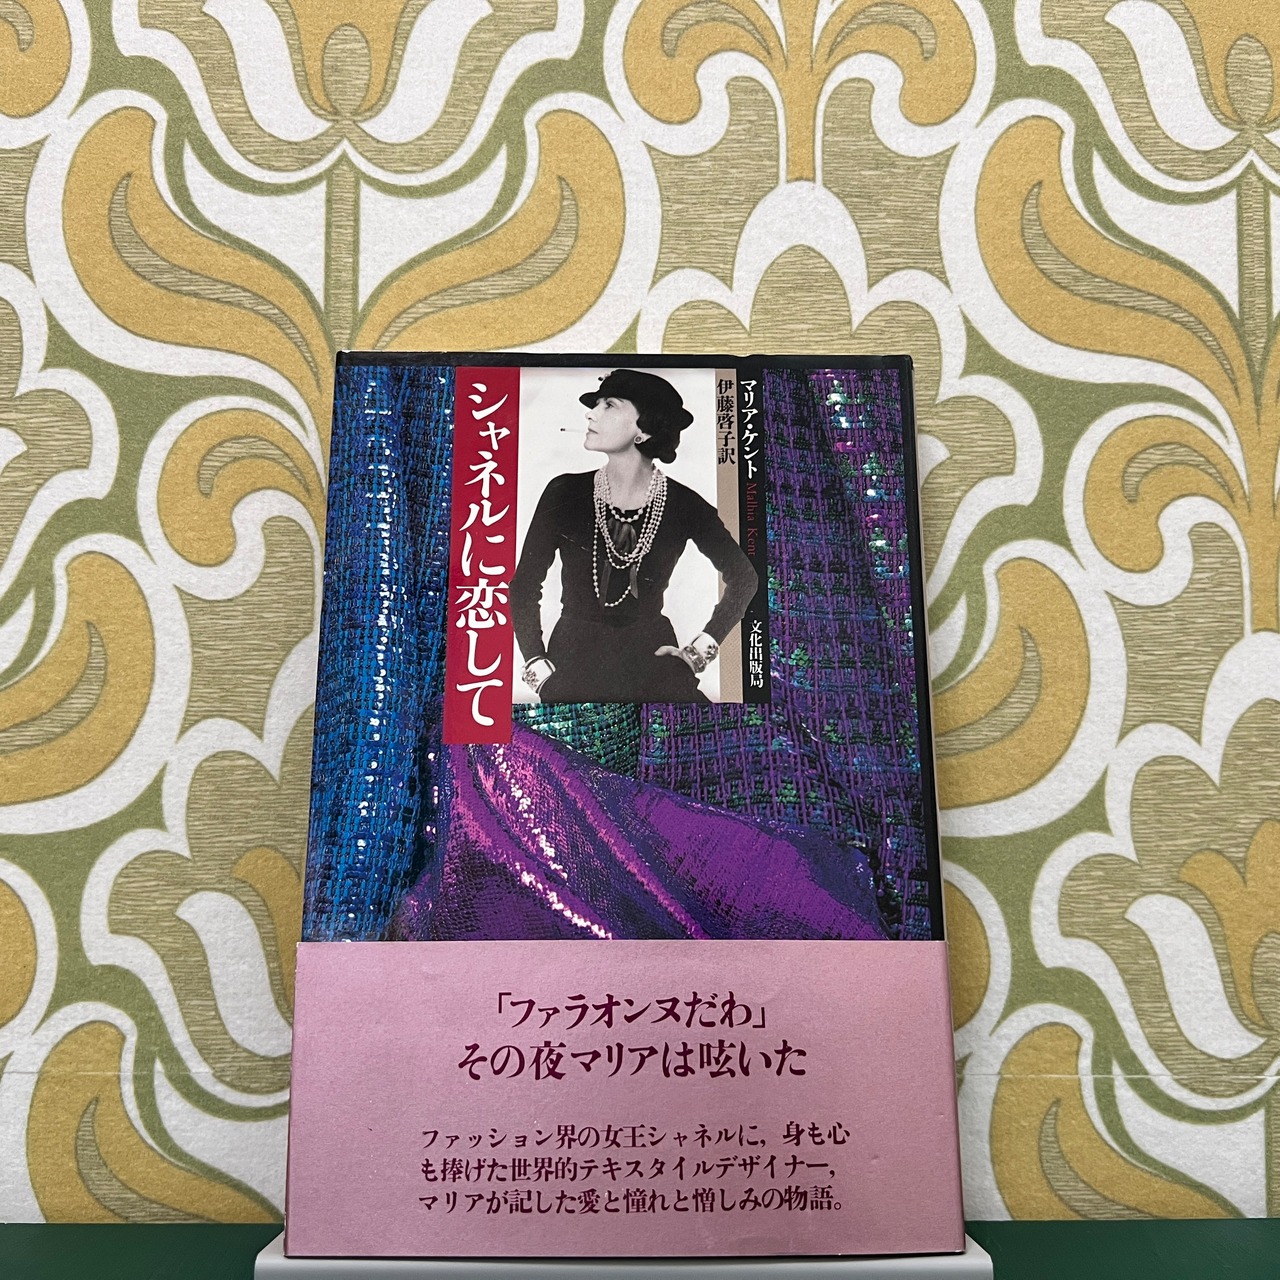 シャネルに恋して
マリア・ケント Malhia Kent
伊藤啓子訳
文化出版局
「ファラオンヌだわ」
その夜マリアは呟いた
ファッション界の女王シャネルに，身も心
も捧げた世界的テキスタイルデザイナー，
マリアが記した愛と憧れと憎しみの物語。